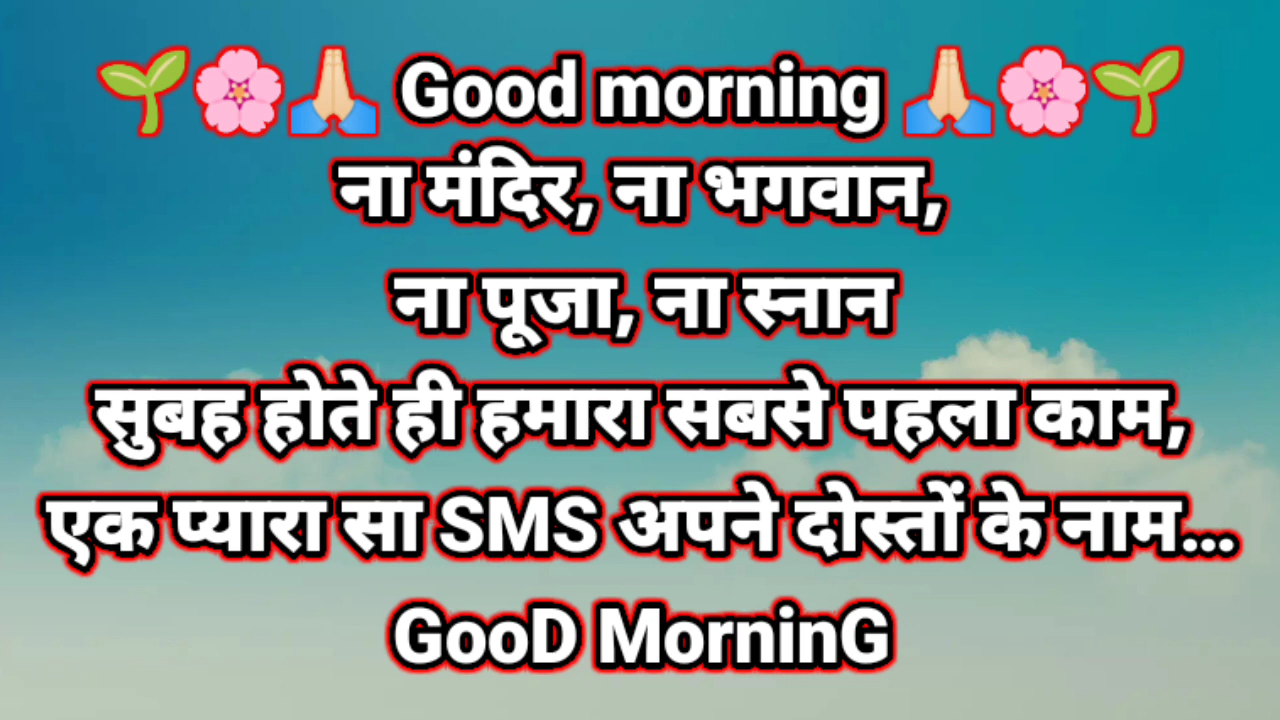 🌱🌸🙏🏻 Good morning 🙏🏻🌸🌱
ना मंदिर, ना भगवान,
ना पूजा, ना स्नान
सुबह होते ही हमारा सबसे पहला काम,
एक प्यारा सा SMS अपने दोस्तों के नाम...
GooD MorninG